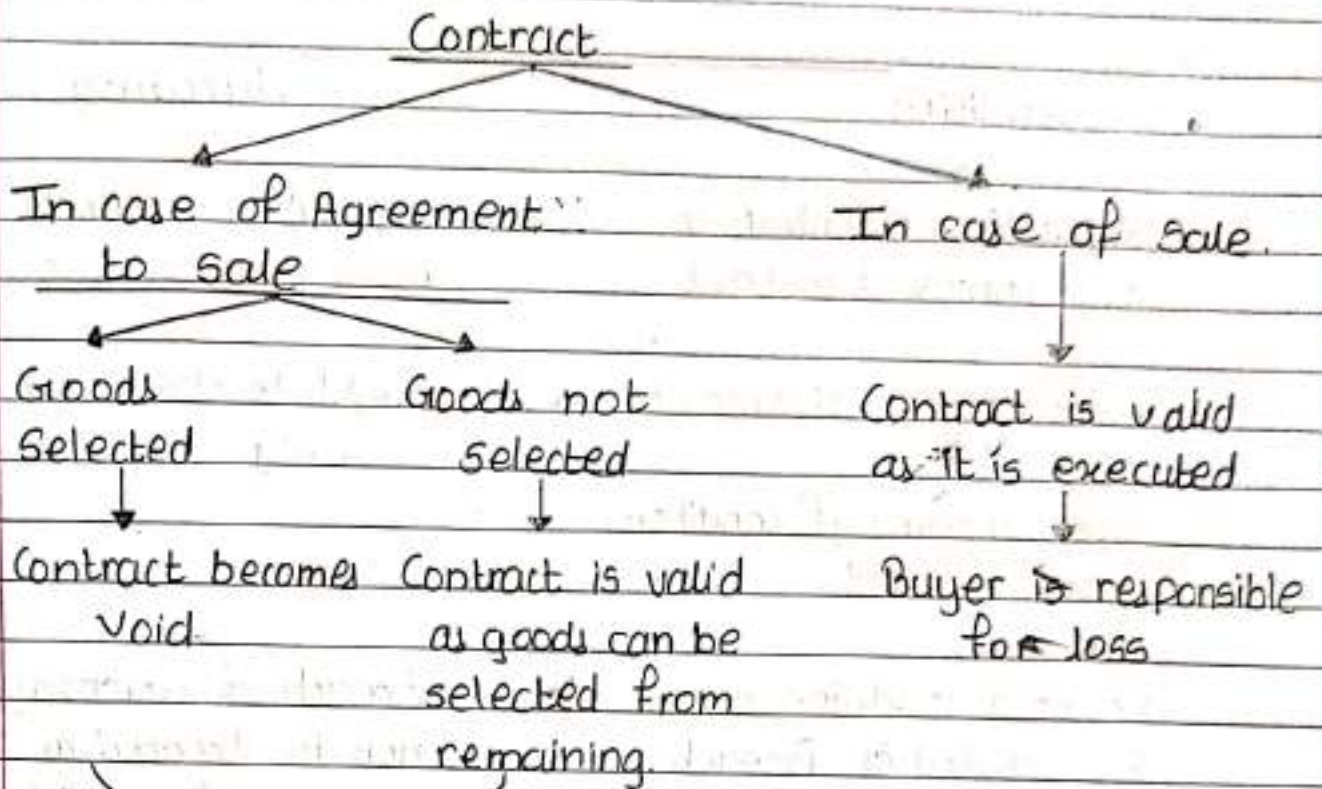 Contract
In case of Agreement
to sale
In case of sale.
Goods
Selected
Goods not
Selected
Contract is valid
as it is executed
Contract becomes
void.
Contract is valid
as goods can be
selected from
remaining.
Buyer is responsible
for loss